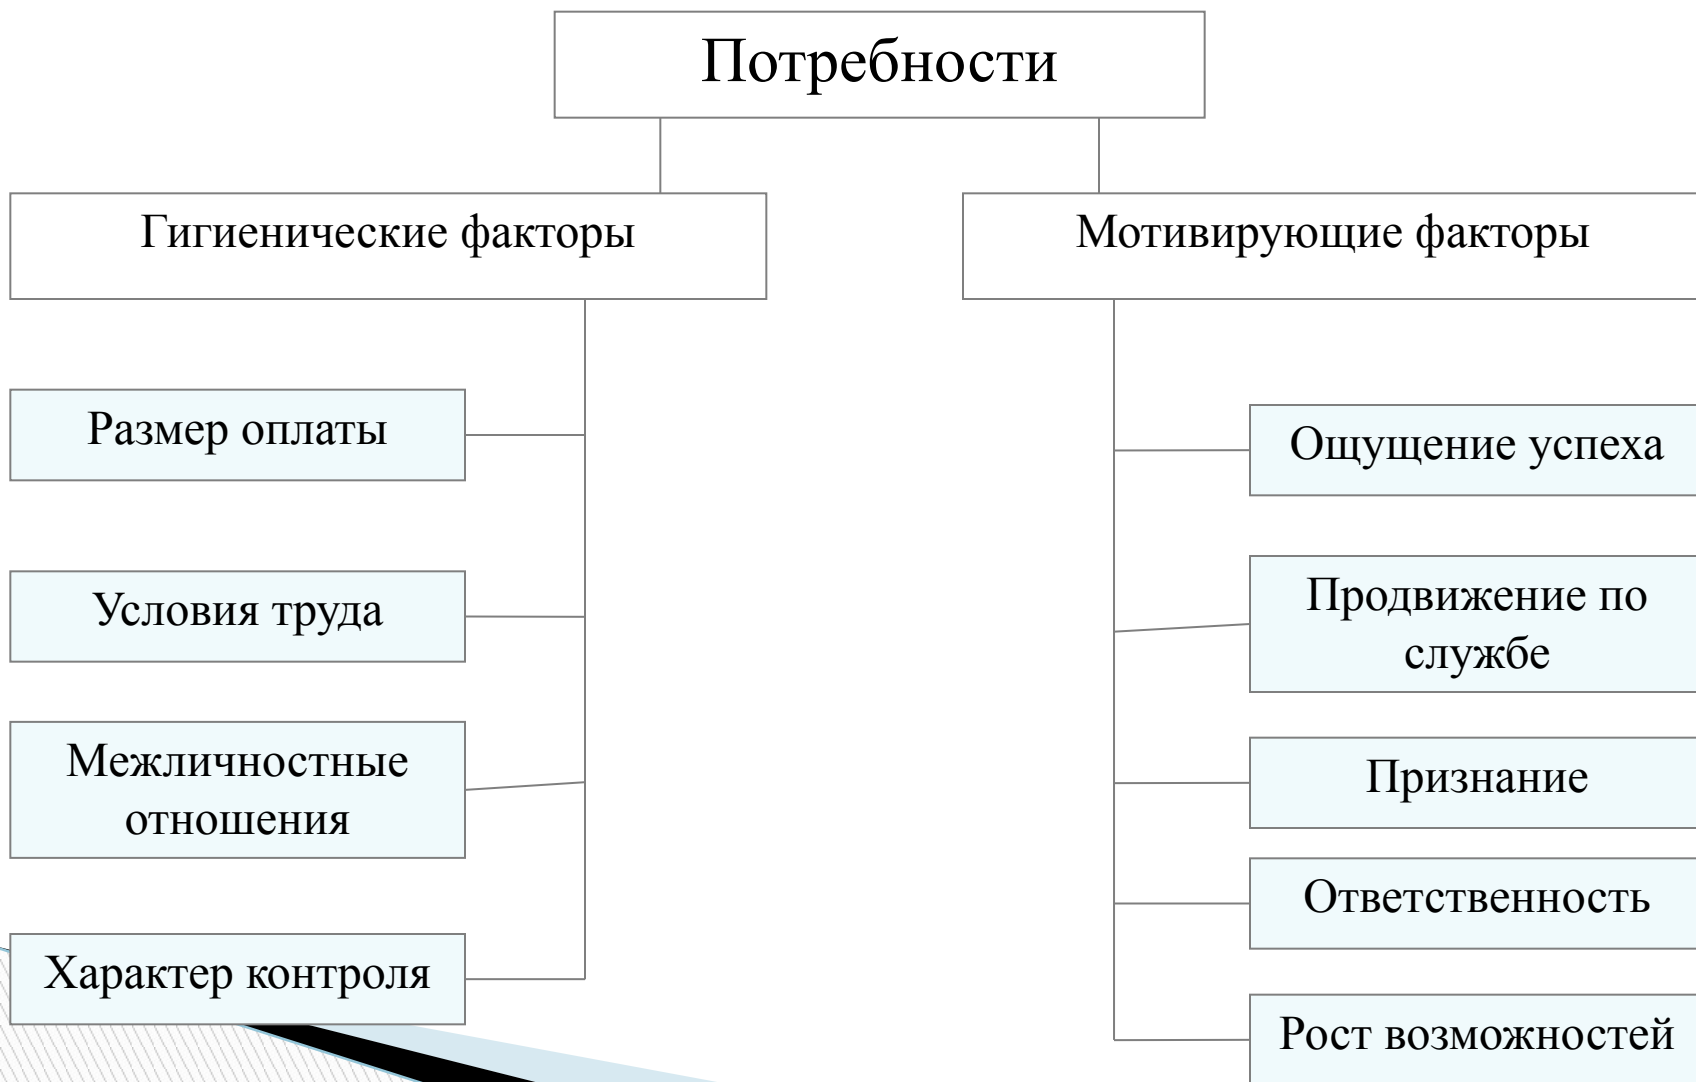 Потребности
Гигиенические факторы
Мотивирующие факторы
Размер оплаты
Условия труда
Межличностные
отношения
Характер контроля
Ощущение успеха
Продвижение по
службе
Признание
Ответственность
Рост возможностей